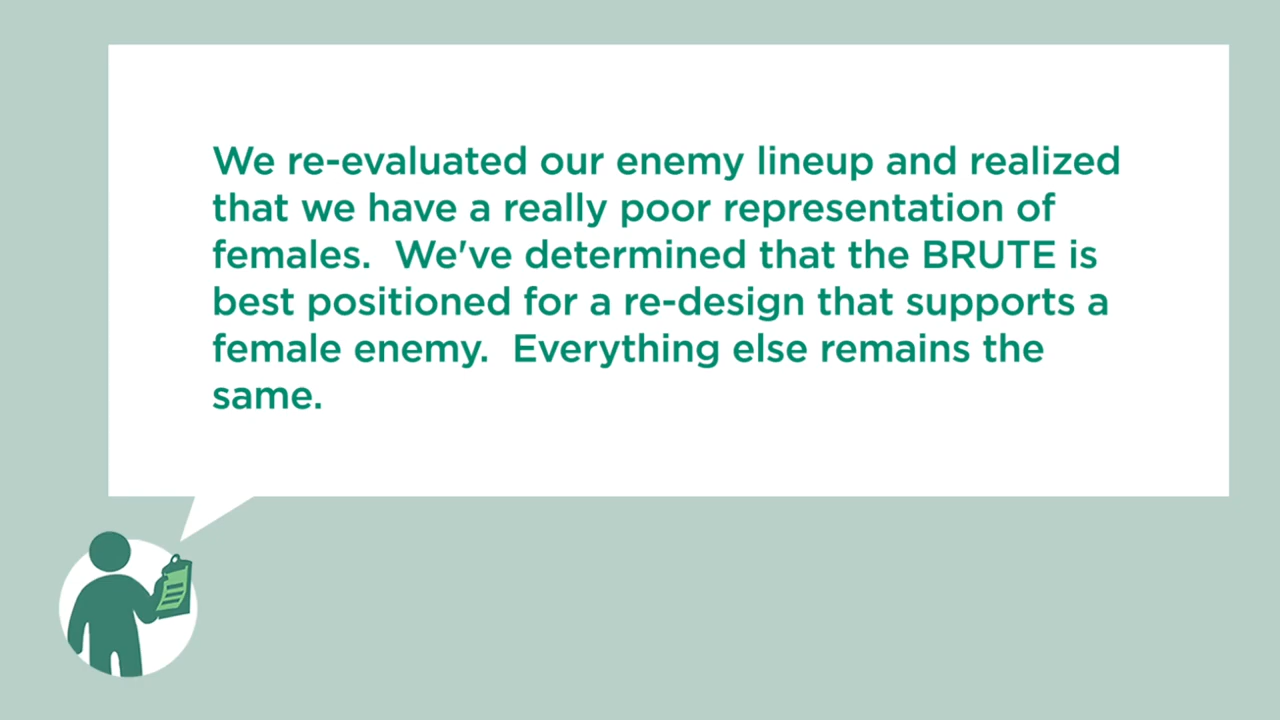 We re-evaluated our enemy lineup and realized
that we have a really poor representation of
females.  We've determined that the BRUTE is
best positioned for a re-design that supports a
female enemy.  Everything else remains the
same.